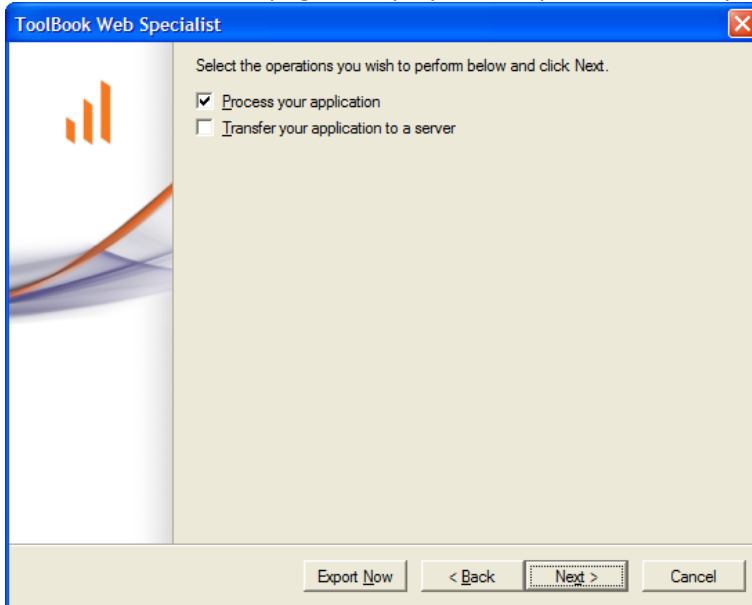 ToolBook Web Specialist
Select the operations you wish to perform below and click Next.
Process your application
Transfer your application to a server
Export Now
< Back
Next >
Cancel